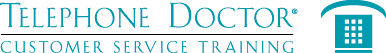 TELEPHONE DOCTOR®
CUSTOMER SERVICE TRAINING